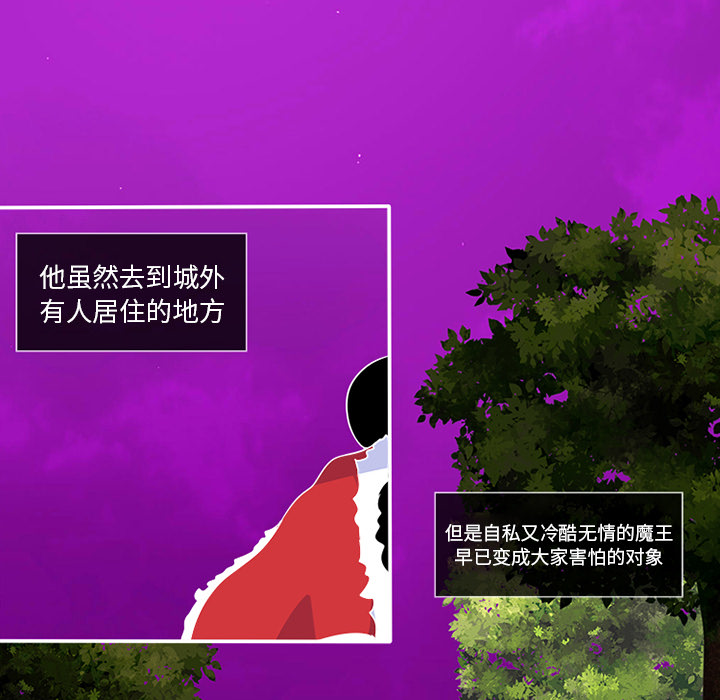 他虽然去到城外
有人居住的地方
但是自私又冷酷无情的魔王
早已变成大家害怕的对象